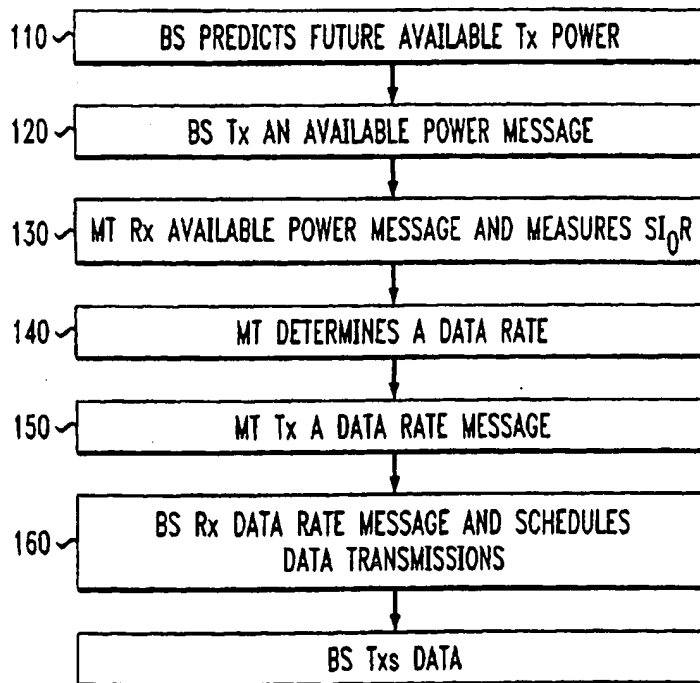 110 BS PREDICTS FUTURE AVAILABLE Tx POWER
120 BS Tx AN AVAILABLE POWER MESSAGE
130 MT Rx AVAILABLE POWER MESSAGE AND MEASURES SI₀R
140 MT DETERMINES A DATA RATE
150 MT Tx A DATA RATE MESSAGE
160 BS Rx DATA RATE MESSAGE AND SCHEDULES
DATA TRANSMISSIONS
BS Txs DATA